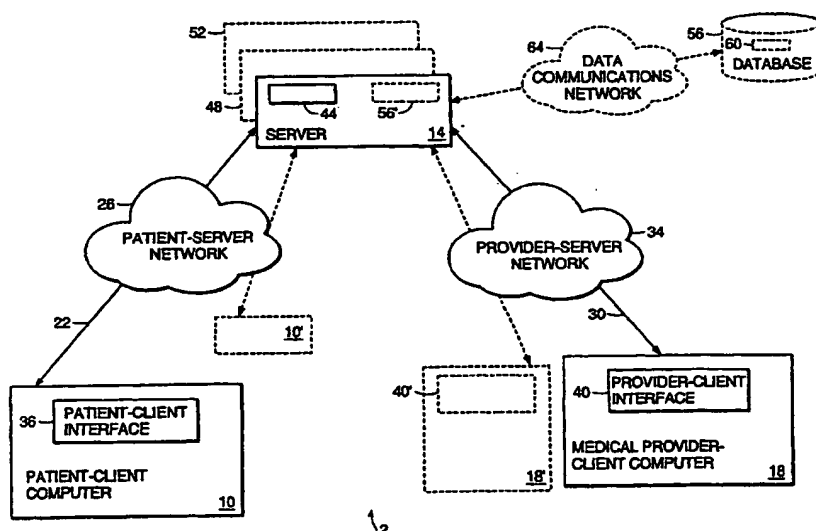 52
48
44
56'
SERVER
14
64
DATA
COMMUNICATIONS
NETWORK
56
60
DATABASE
26
PATIENT-SERVER
NETWORK
PROVIDER-SERVER
NETWORK
34
22
10'
30
36
PATIENT-CLIENT
INTERFACE
PATIENT-CLIENT
COMPUTER
10
40'
18'
40
PROVIDER-CLIENT
INTERFACE
MEDICAL PROVIDER-
CLIENT COMPUTER
18
2